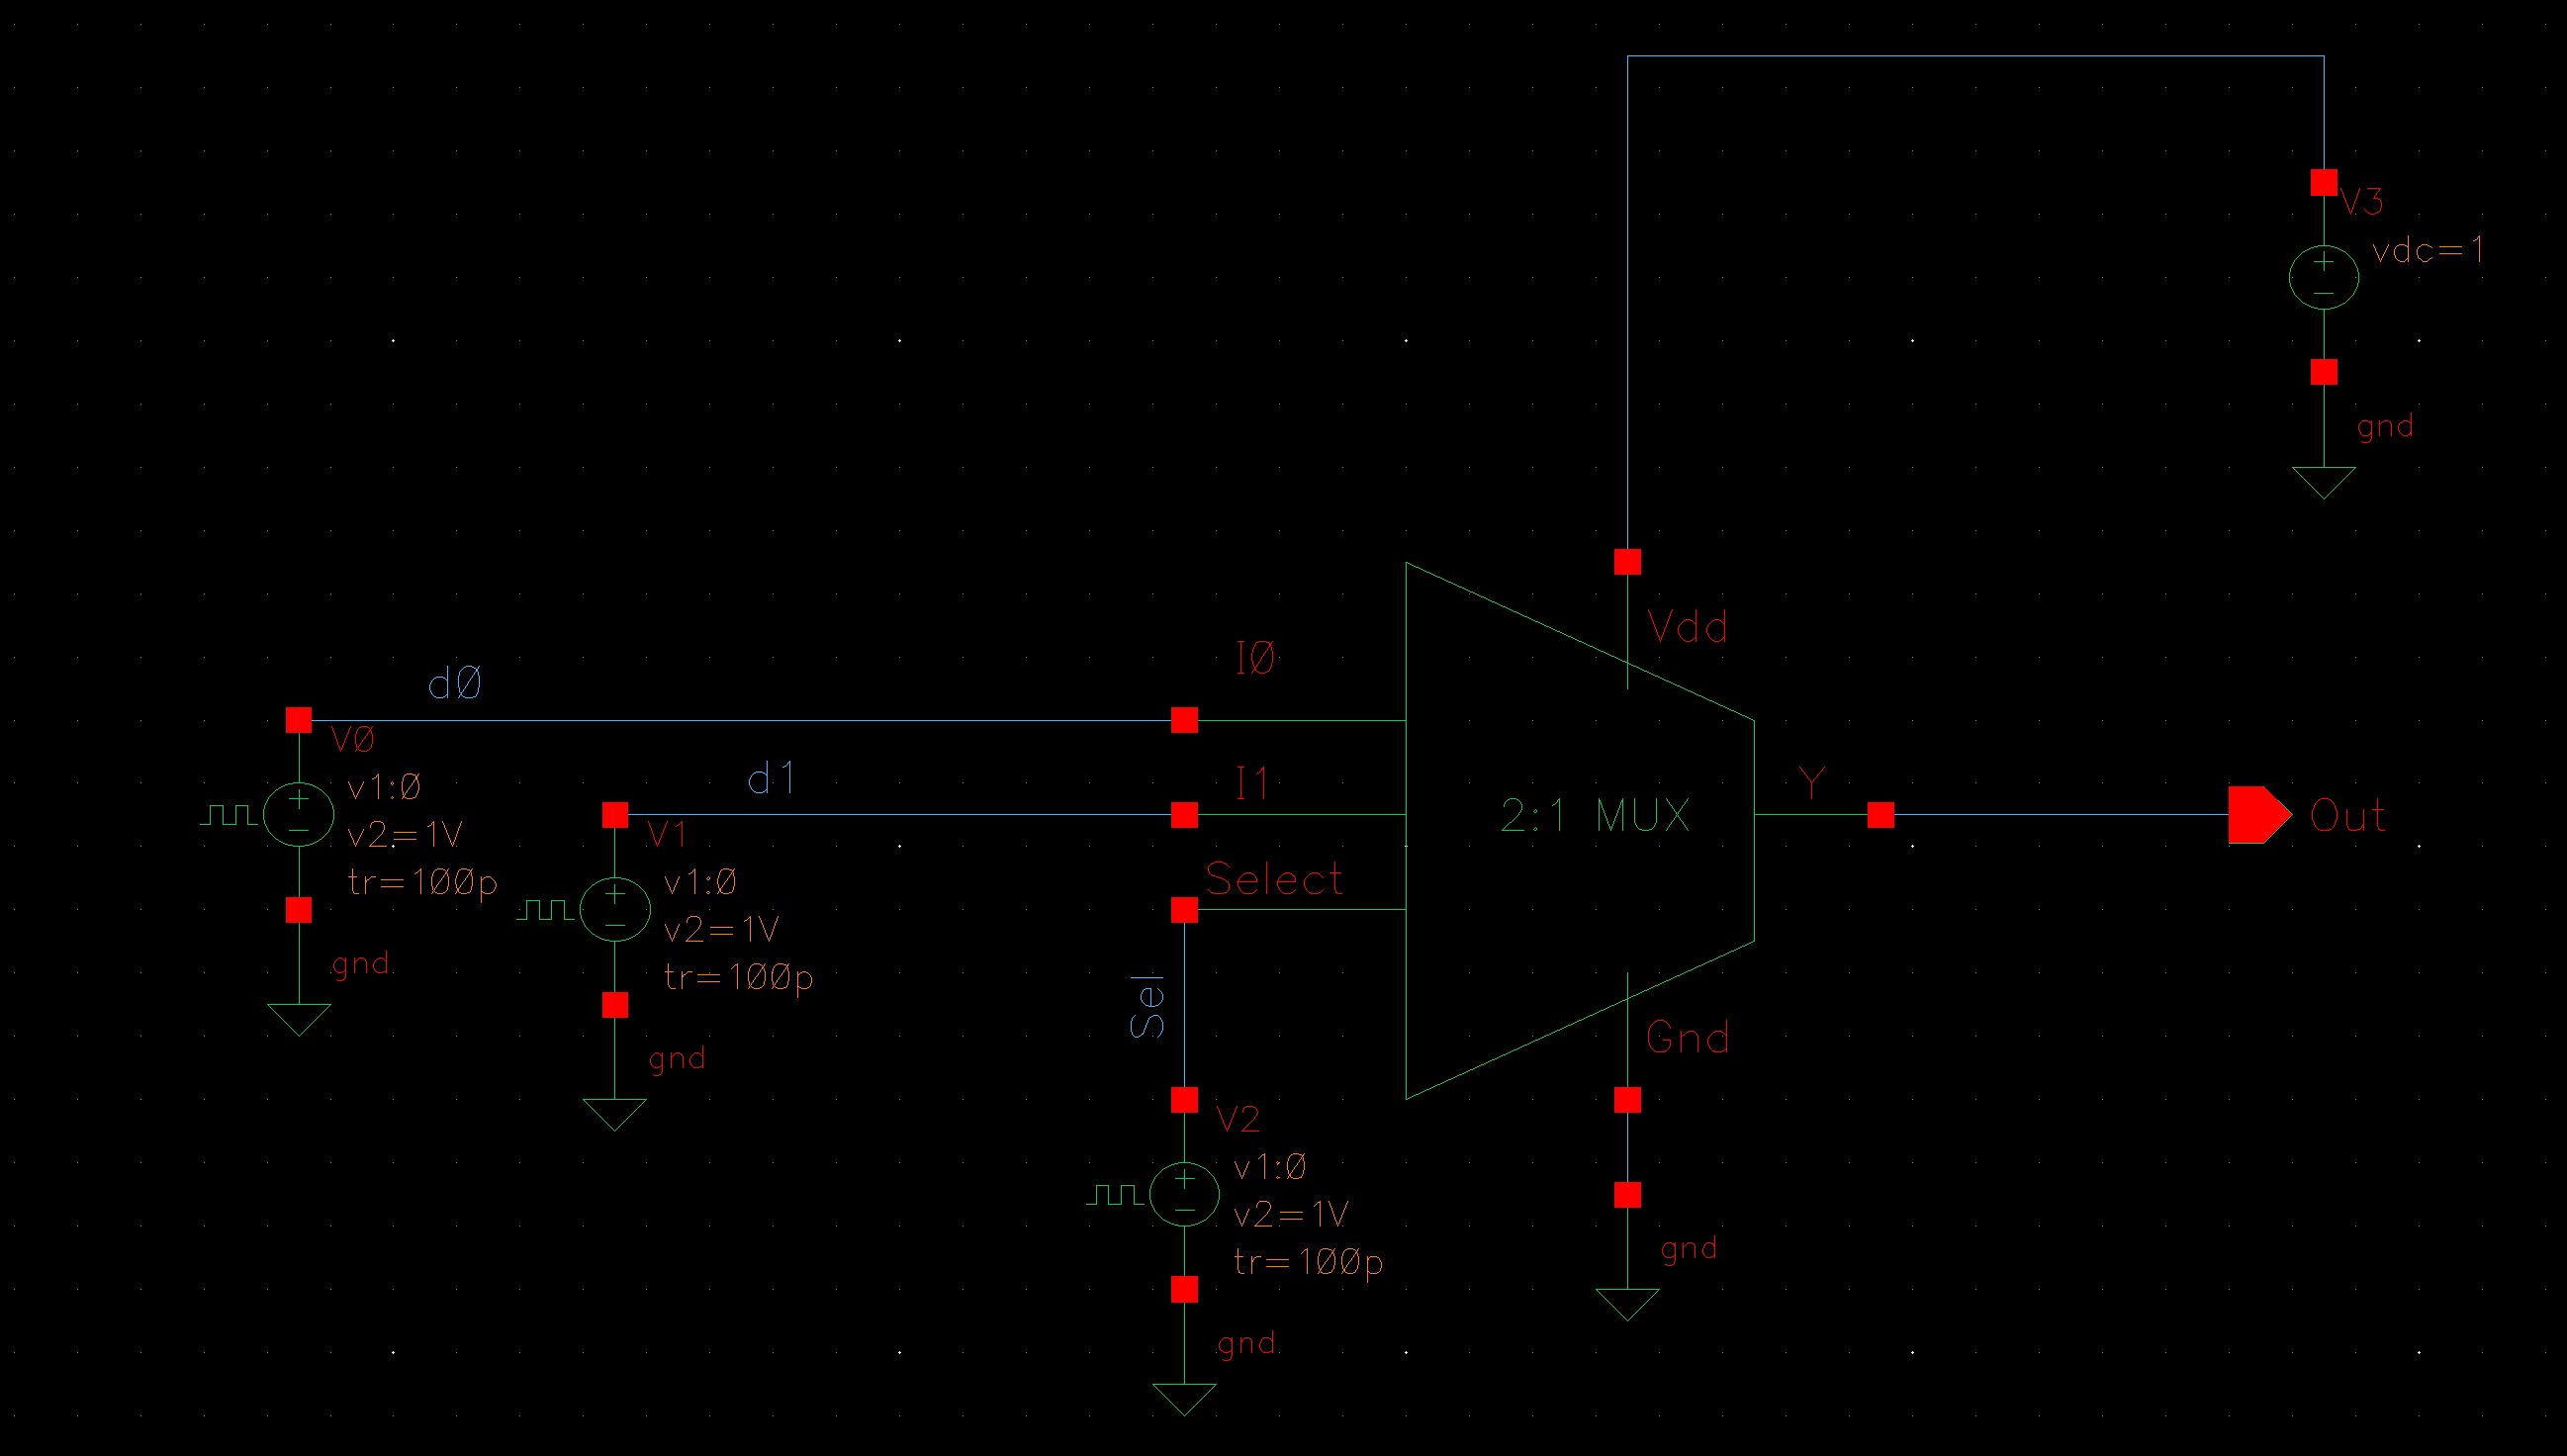 V3
vdc=1
gnd
Vdd
I0
d0
V0
v1:0
v2=1V
tr=100p
gnd
d1
I1
V1
v1:0
v2=1V
tr=100p
gnd
2:1 MUX
Y
Out
Select
Sel
Gnd
V2
v1:0
v2=1V
tr=100p
gnd
gnd